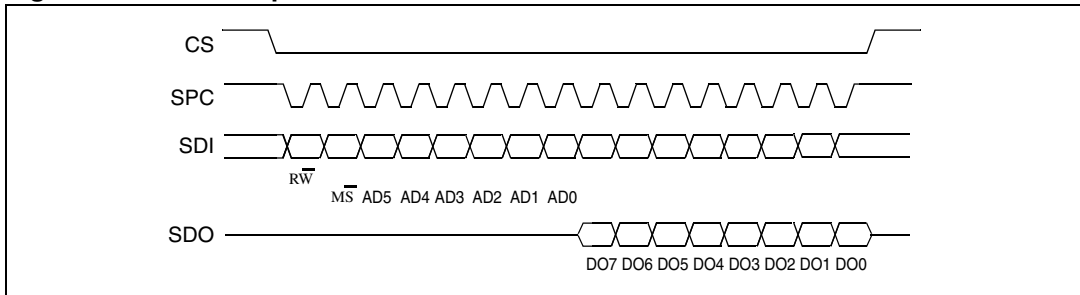 CS
SPC
SDI
RW̅
MS̅ AD5 AD4 AD3 AD2 AD1 AD0
SDO
DO7 DO6 DO5 DO4 DO3 DO2 DO1 DO0